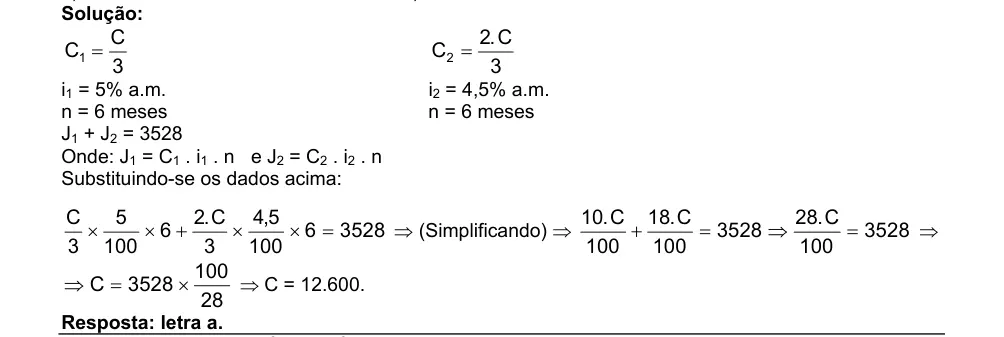 Solução:
C₁ = C/3 C₂ = 2.C/3
i₁ = 5% a.m. i₂ = 4,5% a.m.
n = 6 meses n = 6 meses
J₁ + J₂ = 3528
Onde: J₁ = C₁ . i₁ . n e J₂ = C₂ . i₂ . n
Substituindo-se os dados acima:
C/3 × 5/100 × 6 + 2.C/3 × 4,5/100 × 6 = 3528 ⇒ (Simplificando) ⇒ 10.C/100 + 18.C/100 = 3528 ⇒ 28.C/100 = 3528 ⇒
⇒ C = 3528 × 100/28 ⇒ C = 12.600.
Resposta: letra a.